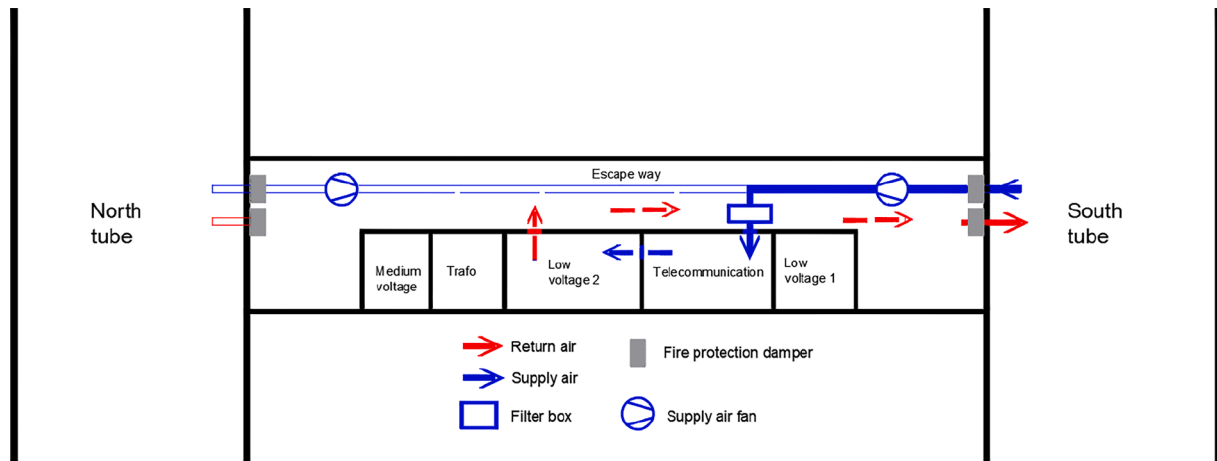 Escape way
North
tube
South
tube
Medium
voltage
Trafo
Low
voltage 2
Telecommunication
Low
voltage 1
Return air
Fire protection damper
Supply air
Filter box
Supply air fan